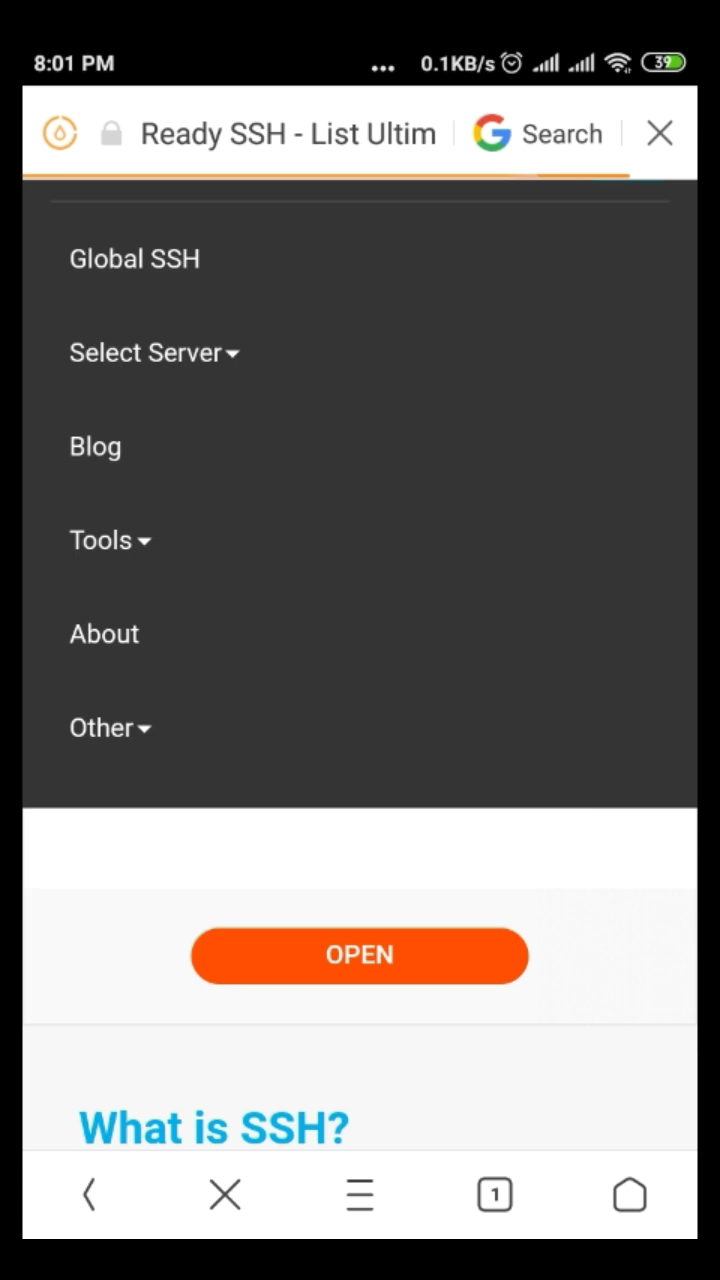 8:01 PM ... 0.1KB/s 39
Ready SSH - List Ultim Search
Global SSH
Select Server
Blog
Tools
About
Other
OPEN
What is SSH?
1